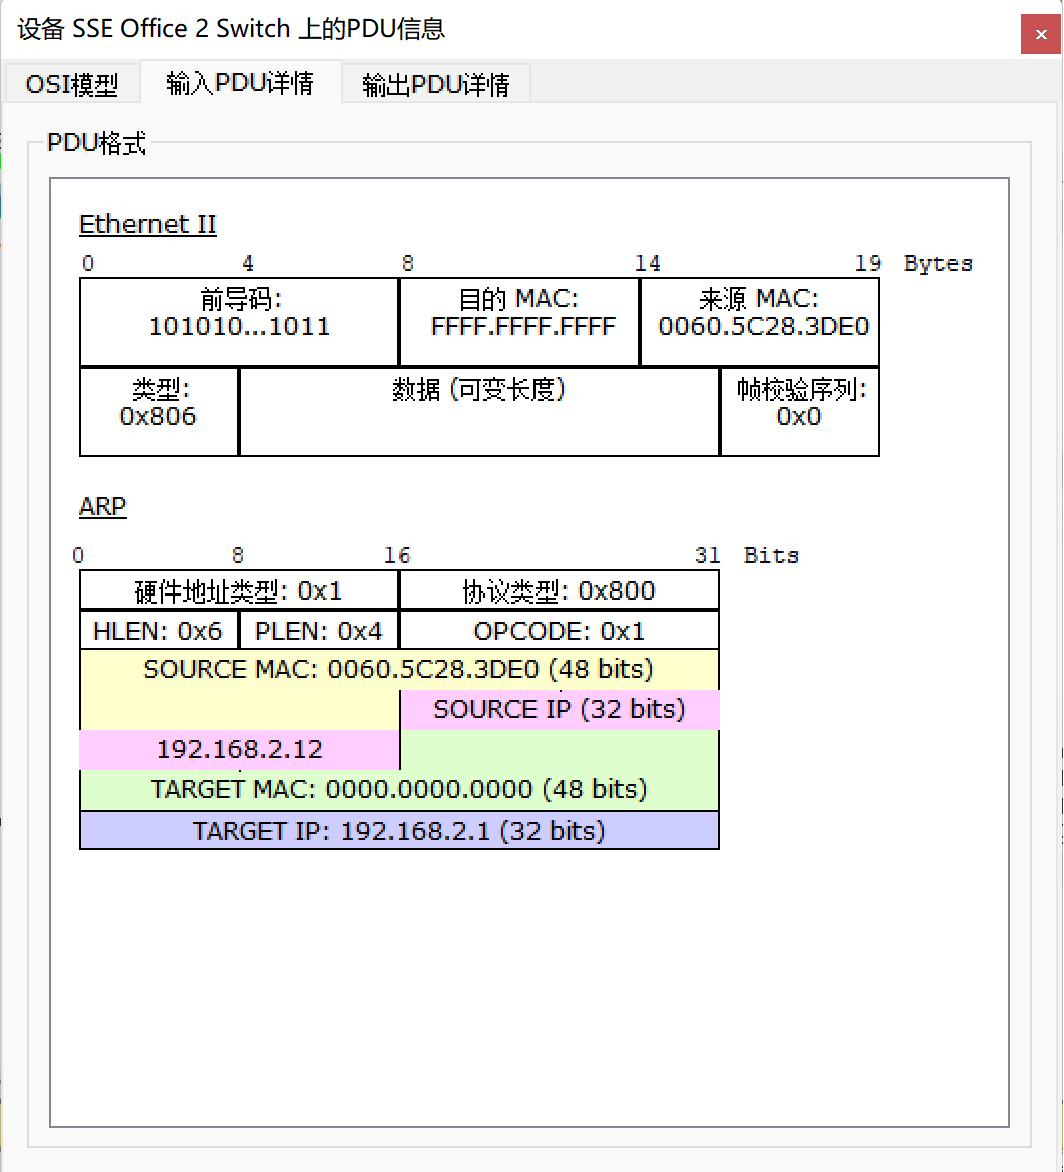 设备 SSE Office 2 Switch 上的PDU信息
OSI模型 输入PDU详情 输出PDU详情
PDU格式
Ethernet II
0 4 8 14 19 Bytes
前导码: 目的 MAC: 来源 MAC:
101010...1011 FFFF.FFFF.FFFF 0060.5C28.3DE0
类型: 数据 (可变长度) 帧校验序列:
0x806 0x0
ARP
0 8 16 31 Bits
硬件地址类型: 0x1 协议类型: 0x800
HLEN: 0x6 PLEN: 0x4 OPCODE: 0x1
SOURCE MAC: 0060.5C28.3DE0 (48 bits)
SOURCE IP (32 bits)
192.168.2.12
TARGET MAC: 0000.0000.0000 (48 bits)
TARGET IP: 192.168.2.1 (32 bits)